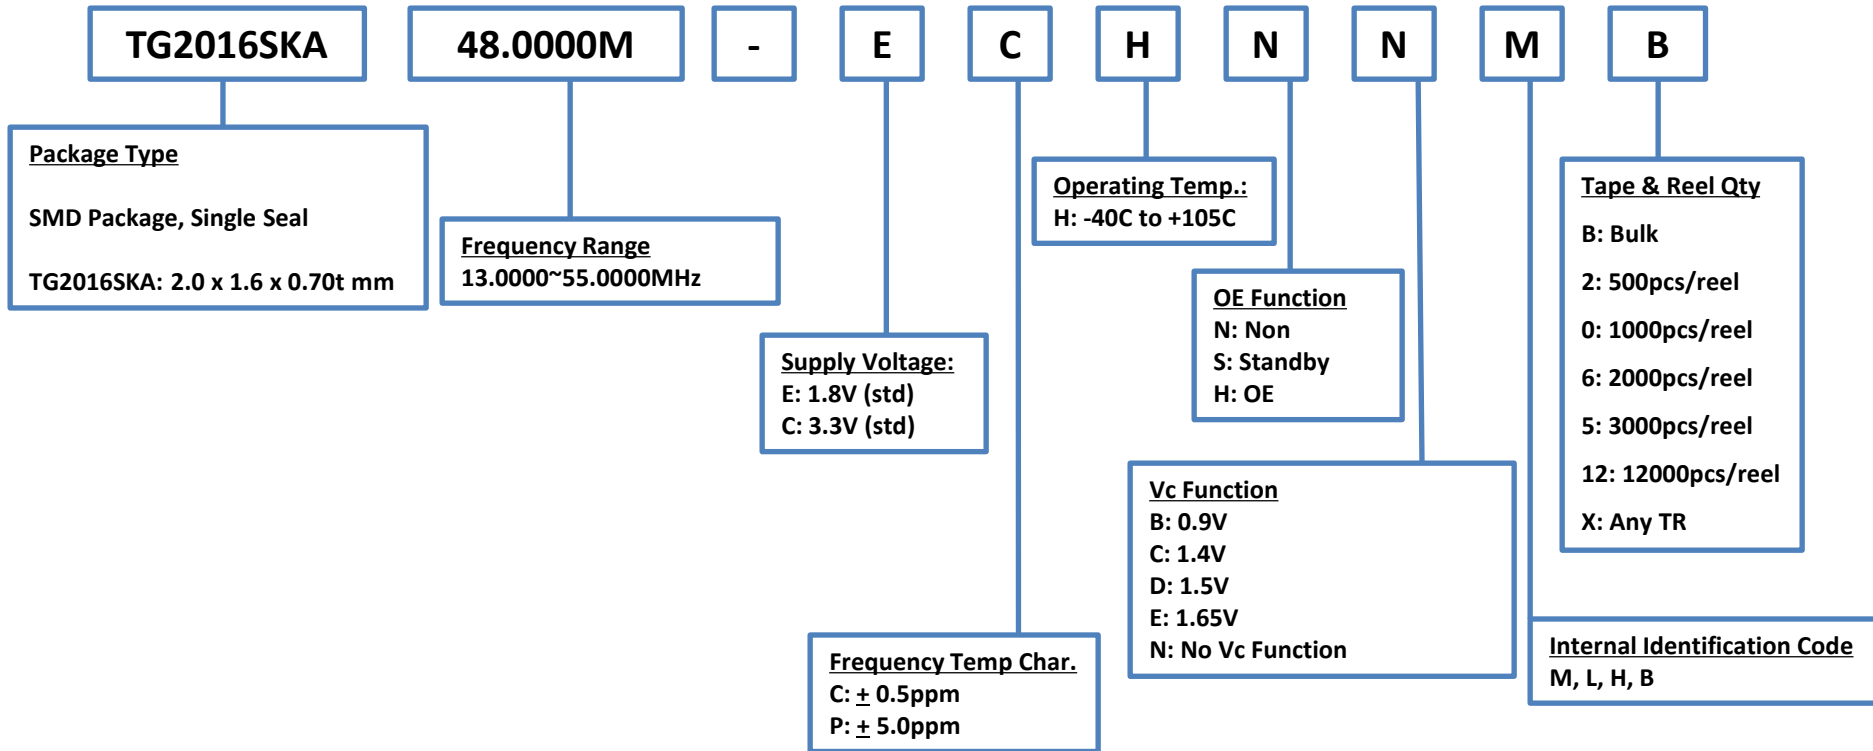 TG2016SKA 48.0000M - E C H N N M B
Package Type
SMD Package, Single Seal
TG2016SKA: 2.0 x 1.6 x 0.70t mm
Frequency Range
13.0000~55.0000MHz
Supply Voltage:
E: 1.8V (std)
C: 3.3V (std)
Frequency Temp Char.
C: ± 0.5ppm
P: ± 5.0ppm
Operating Temp.:
H: -40C to +105C
OE Function
N: Non
S: Standby
H: OE
Vc Function
B: 0.9V
C: 1.4V
D: 1.5V
E: 1.65V
N: No Vc Function
Internal Identification Code
M, L, H, B
Tape & Reel Qty
B: Bulk
2: 500pcs/reel
0: 1000pcs/reel
6: 2000pcs/reel
5: 3000pcs/reel
12: 12000pcs/reel
X: Any TR